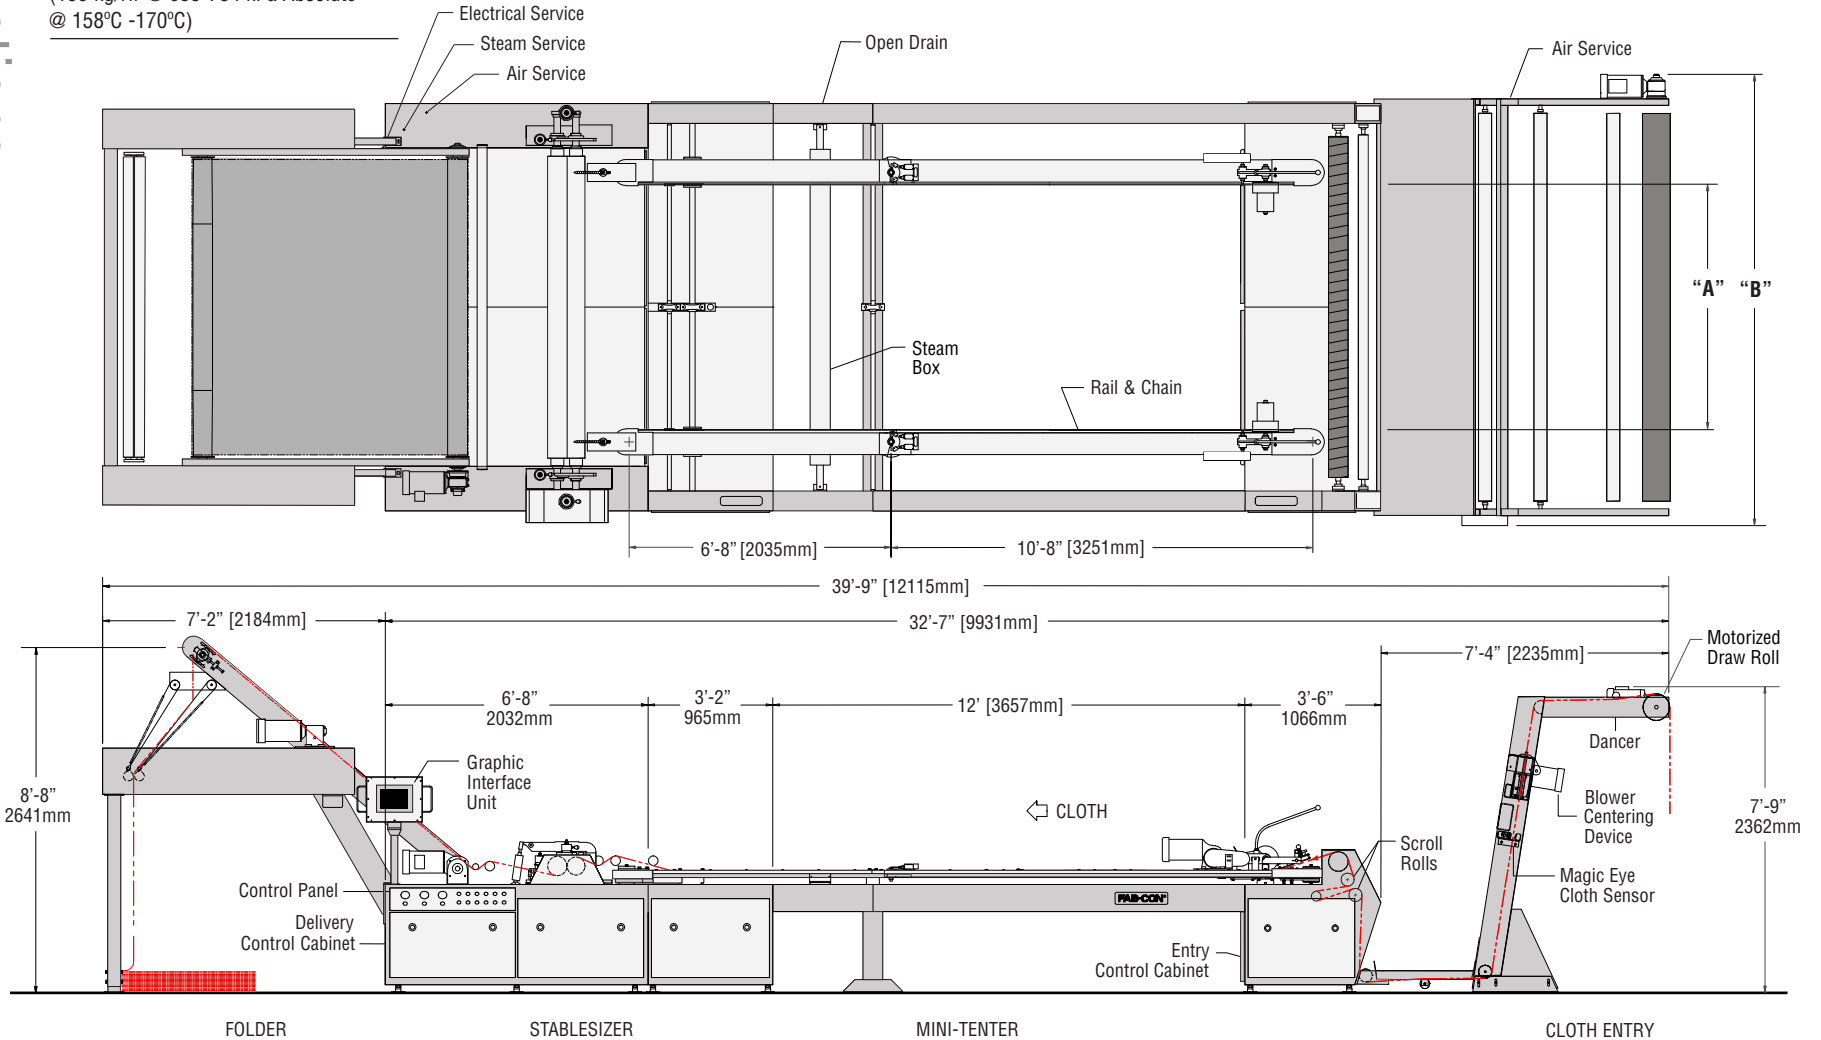 @ 158ºC -170ºC)
Electrical Service
Steam Service
Air Service
Open Drain
Air Service
“A” “B”
Steam
Box
Rail & Chain
6’-8” [2035mm]
10’-8” [3251mm]
39’-9” [12115mm]
7’-2” [2184mm]
32’-7” [9931mm]
7’-4” [2235mm]
Motorized
Draw Roll
6’-8”
2032mm
3’-2”
965mm
12’ [3657mm]
3’-6”
1066mm
Dancer
Graphic
Interface
Unit
8’-8”
2641mm
CLOTH
Blower
Centering
Device
7’-9”
2362mm
Scroll
Rolls
Magic Eye
Cloth Sensor
Control Panel
FAB-CON®
Delivery
Control Cabinet
Entry
Control Cabinet
FOLDER
STABLESIZER
MINI-TENTER
CLOTH ENTRY